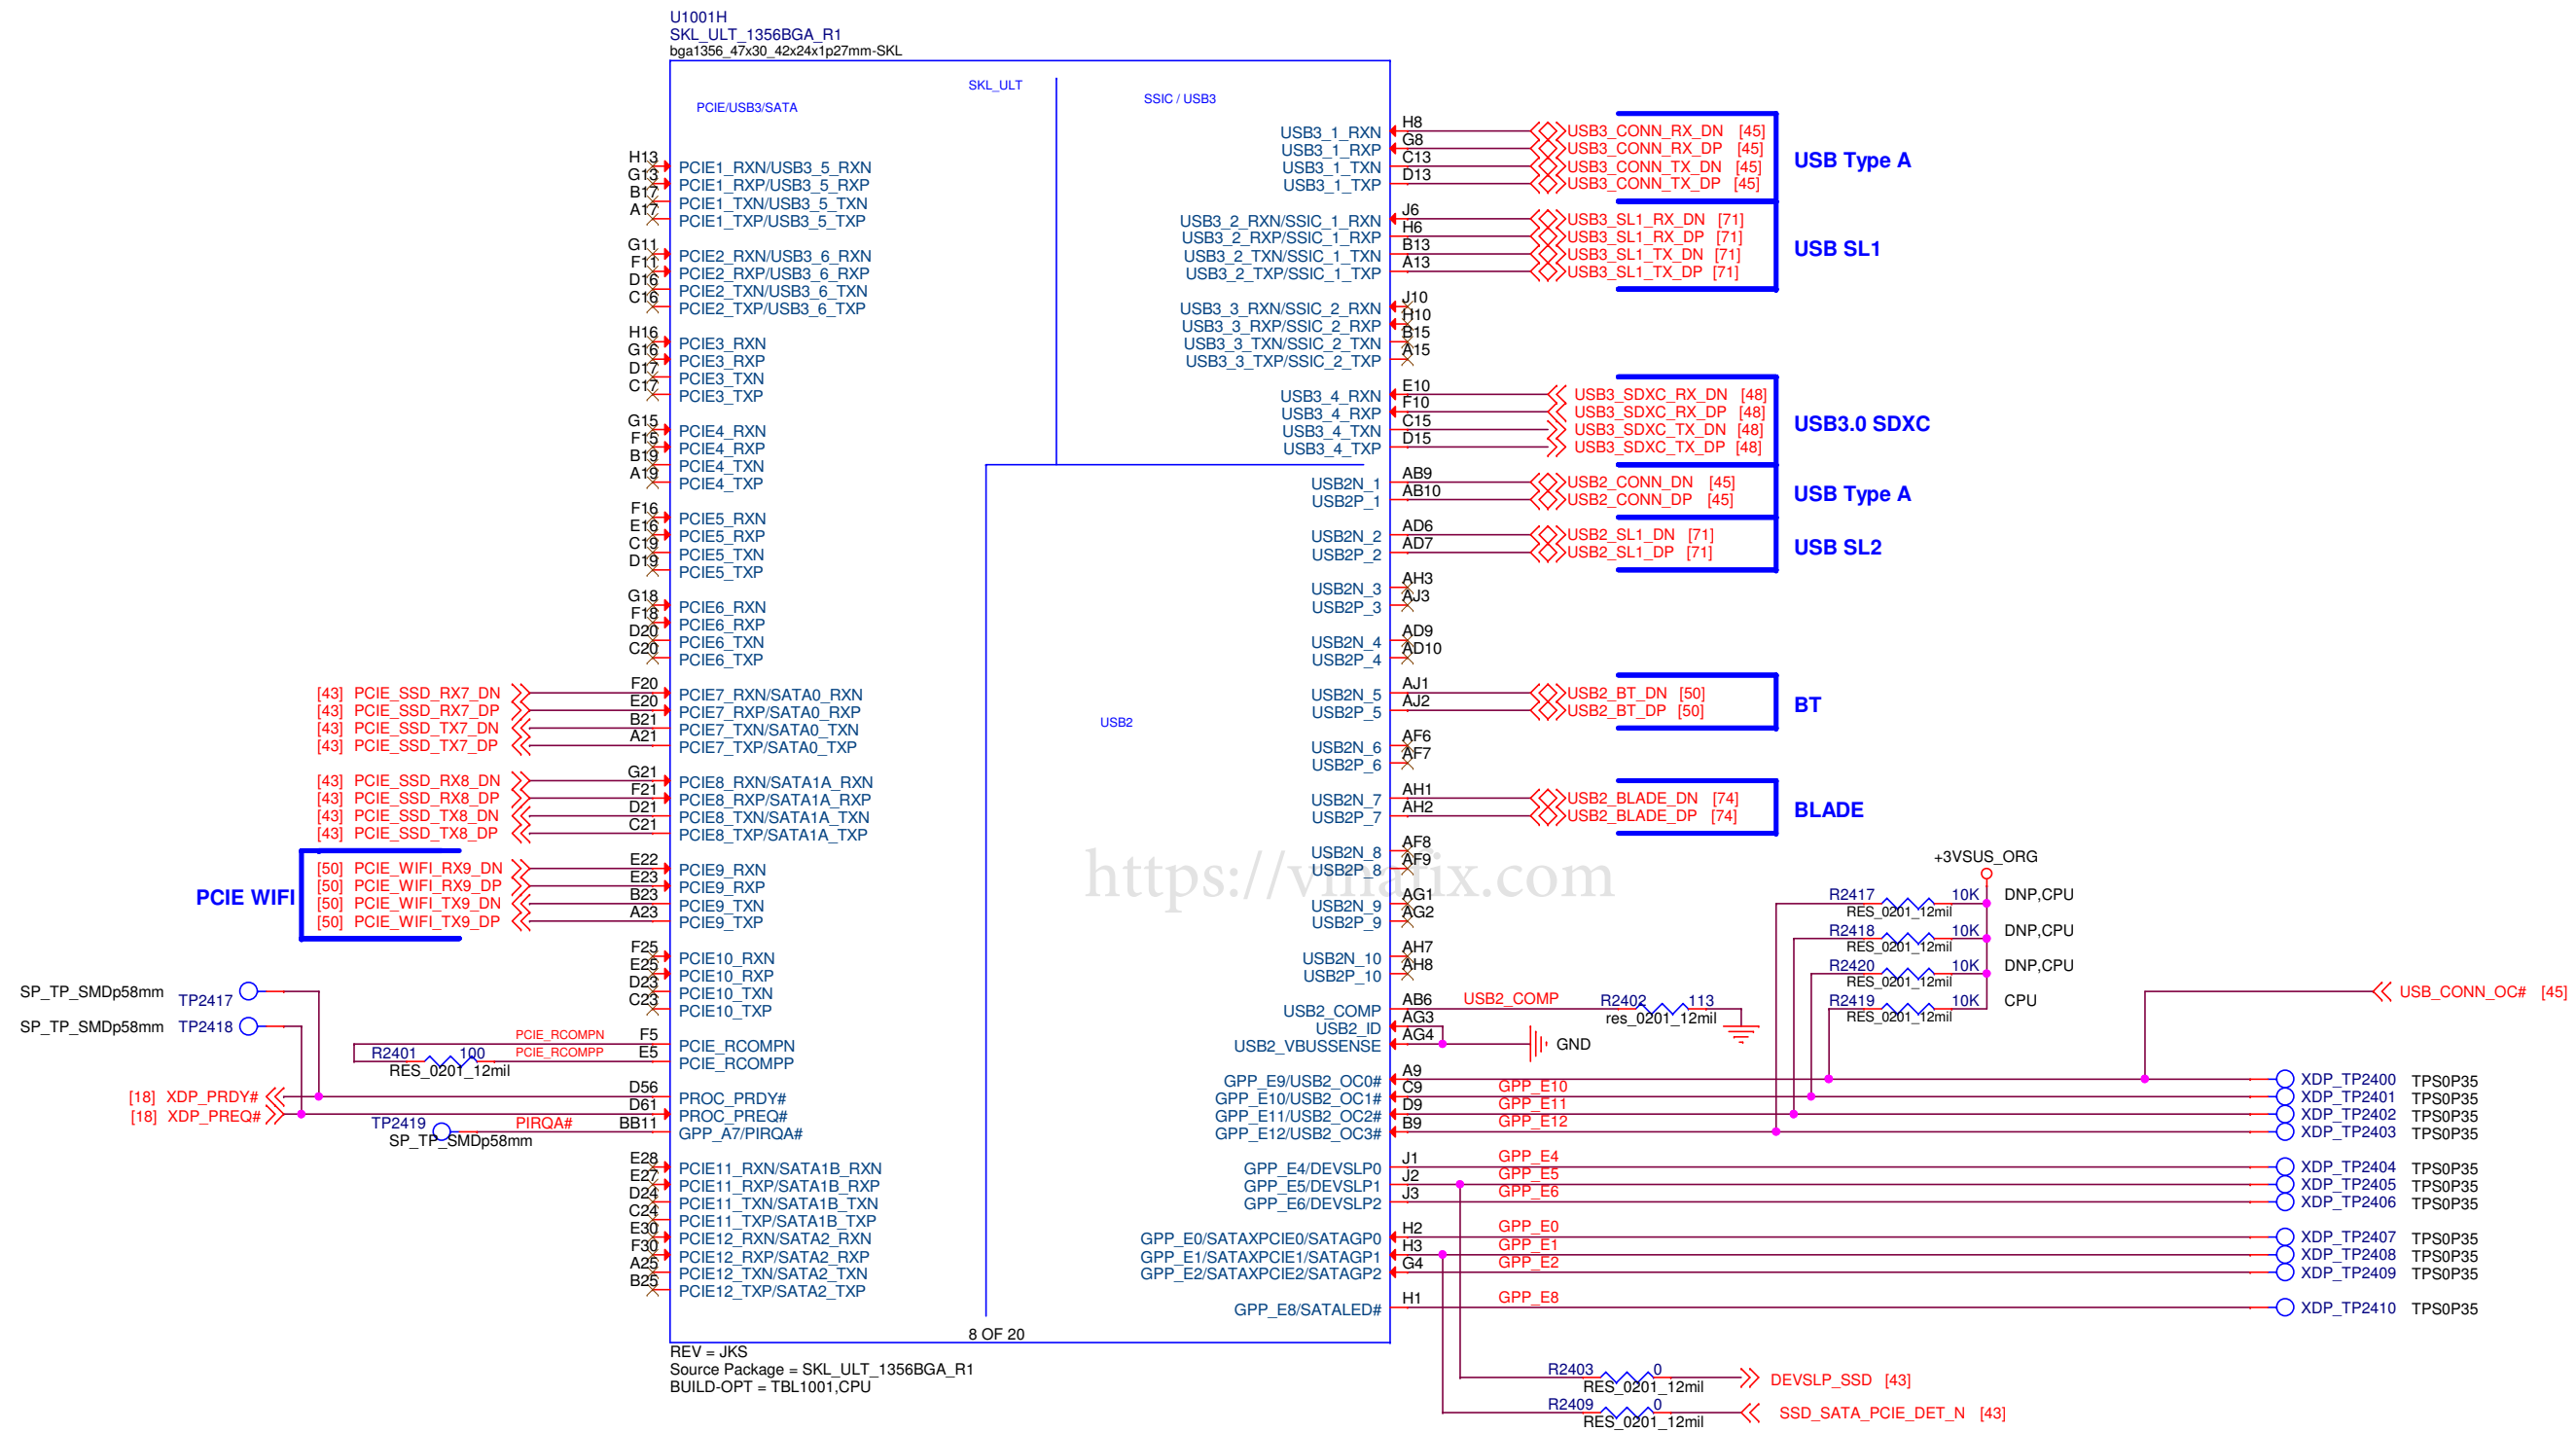 U1001H
SKL_ULT_1356BGA_R1
bga1356_47x30_42x24x1p27mm-SKL
SKL_ULT
PCIE/USB3/SATA
SSIC / USB3
H13 PCIE1_RXN/USB3_5_RXN
G13 PCIE1_RXP/USB3_5_RXP
B17 PCIE1_TXN/USB3_5_TXN
A17 PCIE1_TXP/USB3_5_TXP
G11 PCIE2_RXN/USB3_6_RXN
F11 PCIE2_RXP/USB3_6_RXP
D16 PCIE2_TXN/USB3_6_TXN
C16 PCIE2_TXP/USB3_6_TXP
H16 PCIE3_RXN
G16 PCIE3_RXP
D17 PCIE3_TXN
C17 PCIE3_TXP
G15 PCIE4_RXN
F15 PCIE4_RXP
B19 PCIE4_TXN
A19 PCIE4_TXP
F16 PCIE5_RXN
E16 PCIE5_RXP
C19 PCIE5_TXN
D19 PCIE5_TXP
G18 PCIE6_RXN
F18 PCIE6_RXP
D20 PCIE6_TXN
C20 PCIE6_TXP
[43] PCIE_SSD_RX7_DN F20 PCIE7_RXN/SATA0_RXN
[43] PCIE_SSD_RX7_DP E20 PCIE7_RXP/SATA0_RXP
[43] PCIE_SSD_TX7_DN B21 PCIE7_TXN/SATA0_TXN
[43] PCIE_SSD_TX7_DP A21 PCIE7_TXP/SATA0_TXP
[43] PCIE_SSD_RX8_DN G21 PCIE8_RXN/SATA1A_RXN
[43] PCIE_SSD_RX8_DP F21 PCIE8_RXP/SATA1A_RXP
[43] PCIE_SSD_TX8_DN D21 PCIE8_TXN/SATA1A_TXN
[43] PCIE_SSD_TX8_DP C21 PCIE8_TXP/SATA1A_TXP
PCIE WIFI
[50] PCIE_WIFI_RX9_DN E22 PCIE9_RXN
[50] PCIE_WIFI_RX9_DP E23 PCIE9_RXP
[50] PCIE_WIFI_TX9_DN B23 PCIE9_TXN
[50] PCIE_WIFI_TX9_DP A23 PCIE9_TXP
F25 PCIE10_RXN
E25 PCIE10_RXP
D23 PCIE10_TXN
C23 PCIE10_TXP
SP_TP_SMDp58mm TP2417
SP_TP_SMDp58mm TP2418
PCIE_RCOMPN F5 PCIE_RCOMPN
R2401 100 PCIE_RCOMPP E5 PCIE_RCOMPP
RES_0201_12mil
[18] XDP_PRDY# D56 PROC_PRDY#
[18] XDP_PREQ# D61 PROC_PREQ#
TP2419 PIRQA# BB11 GPP_A7/PIRQA#
SP_TP_SMDp58mm
E28 PCIE11_RXN/SATA1B_RXN
E27 PCIE11_RXP/SATA1B_RXP
D24 PCIE11_TXN/SATA1B_TXN
C24 PCIE11_TXP/SATA1B_TXP
E30 PCIE12_RXN/SATA2_RXN
F30 PCIE12_RXP/SATA2_RXP
A25 PCIE12_TXN/SATA2_TXN
B25 PCIE12_TXP/SATA2_TXP
USB3_1_RXN H8 USB3_CONN_RX_DN [45]
USB3_1_RXP G8 USB3_CONN_RX_DP [45]
USB3_1_TXN C13 USB3_CONN_TX_DN [45]
USB3_1_TXP D13 USB3_CONN_TX_DP [45]
USB Type A
USB3_2_RXN/SSIC_1_RXN J6 USB3_SL1_RX_DN [71]
USB3_2_RXP/SSIC_1_RXP H6 USB3_SL1_RX_DP [71]
USB3_2_TXN/SSIC_1_TXN B13 USB3_SL1_TX_DN [71]
USB3_2_TXP/SSIC_1_TXP A13 USB3_SL1_TX_DP [71]
USB SL1
USB3_3_RXN/SSIC_2_RXN J10
USB3_3_RXP/SSIC_2_RXP H10
USB3_3_TXN/SSIC_2_TXN B15
USB3_3_TXP/SSIC_2_TXP A15
USB3_4_RXN E10 USB3_SDXC_RX_DN [48]
USB3_4_RXP F10 USB3_SDXC_RX_DP [48]
USB3_4_TXN C15 USB3_SDXC_TX_DN [48]
USB3_4_TXP D15 USB3_SDXC_TX_DP [48]
USB3.0 SDXC
USB2N_1 AB9 USB2_CONN_DN [45]
USB2P_1 AB10 USB2_CONN_DP [45]
USB Type A
USB2N_2 AD6 USB2_SL1_DN [71]
USB2P_2 AD7 USB2_SL1_DP [71]
USB SL2
USB2N_3 AH3
USB2P_3 AJ3
USB2N_4 AD9
USB2P_4 AD10
USB2N_5 AJ1 USB2_BT_DN [50]
USB2P_5 AJ2 USB2_BT_DP [50]
BT
USB2
USB2N_6 AF6
USB2P_6 AF7
USB2N_7 AH1 USB2_BLADE_DN [74]
USB2P_7 AH2 USB2_BLADE_DP [74]
BLADE
USB2N_8 AF8
USB2P_8 AF9
https://vinafix.com
USB2N_9 AG1
USB2P_9 AG2
USB2N_10 AH7
USB2P_10 AH8
+3VSUS_ORG
R2417 10K DNP,CPU
RES_0201_12mil
R2418 10K DNP,CPU
RES_0201_12mil
R2420 10K DNP,CPU
RES_0201_12mil
R2419 10K CPU
RES_0201_12mil
USB_CONN_OC# [45]
USB2_COMP AB6 USB2_COMP R2402 113
res_0201_12mil
USB2_ID AG3
USB2_VBUSSENSE AG4 GND
GPP_E9/USB2_OC0# A9 XDP_TP2400 TPS0P35
GPP_E10/USB2_OC1# C9 GPP_E10 XDP_TP2401 TPS0P35
GPP_E11/USB2_OC2# D9 GPP_E11 XDP_TP2402 TPS0P35
GPP_E12/USB2_OC3# B9 GPP_E12 XDP_TP2403 TPS0P35
GPP_E4/DEVSLP0 J1 GPP_E4 XDP_TP2404 TPS0P35
GPP_E5/DEVSLP1 J2 GPP_E5 XDP_TP2405 TPS0P35
GPP_E6/DEVSLP2 J3 GPP_E6 XDP_TP2406 TPS0P35
GPP_E0/SATAXPCIE0/SATAGP0 H2 GPP_E0 XDP_TP2407 TPS0P35
GPP_E1/SATAXPCIE1/SATAGP1 H3 GPP_E1 XDP_TP2408 TPS0P35
GPP_E2/SATAXPCIE2/SATAGP2 G4 GPP_E2 XDP_TP2409 TPS0P35
GPP_E8/SATALED# H1 GPP_E8 XDP_TP2410 TPS0P35
8 OF 20
REV = JKS
Source Package = SKL_ULT_1356BGA_R1
BUILD-OPT = TBL1001,CPU
R2403 0 DEVSLP_SSD [43]
RES_0201_12mil
R2409 0 SSD_SATA_PCIE_DET_N [43]
RES_0201_12mil